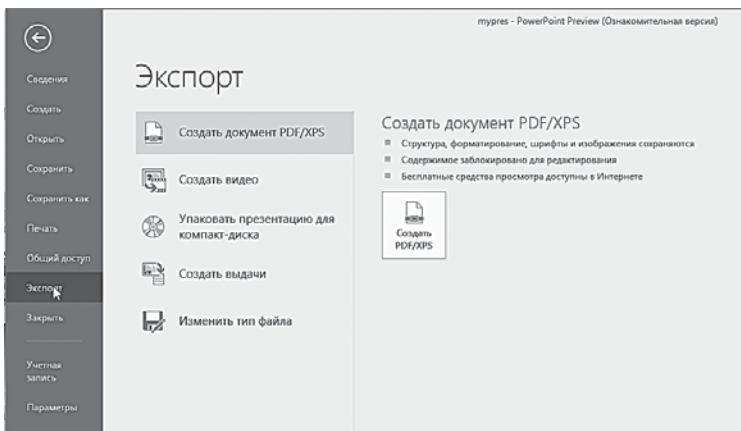 mypres - PowerPoint Preview (Ознакомительная версия)
Сведения
Создать
Открыть
Сохранить
Сохранить как
Печать
Общий доступ
Экспорт
Закрыть
Учетная
запись
Параметры
Экспорт
Создать документ PDF/XPS
Создать видео
Упаковать презентацию для
компакт-диска
Создать выдачи
Изменить тип файла
Создать документ PDF/XPS
Структура, форматирование, шрифты и изображения сохраняются
Содержимое заблокировано для редактирования
Бесплатные средства просмотра доступны в Интернете
Создать
PDF/XPS